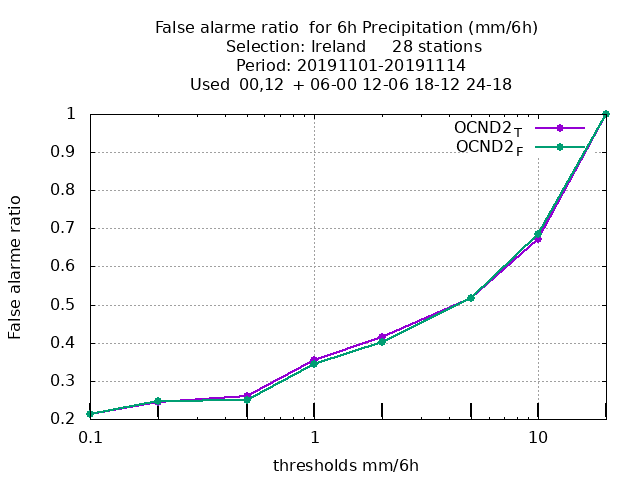 False alarme ratio  for 6h Precipitation (mm/6h)
Selection: Ireland     28 stations
Period: 20191101-20191114
Used  00,12  + 06-00 12-06 18-12 24-18
OCND2_T
OCND2_F
1
0.9
0.8
0.7
0.6
0.5
0.4
0.3
0.2
False alarme ratio
0.1 1 10
thresholds mm/6h